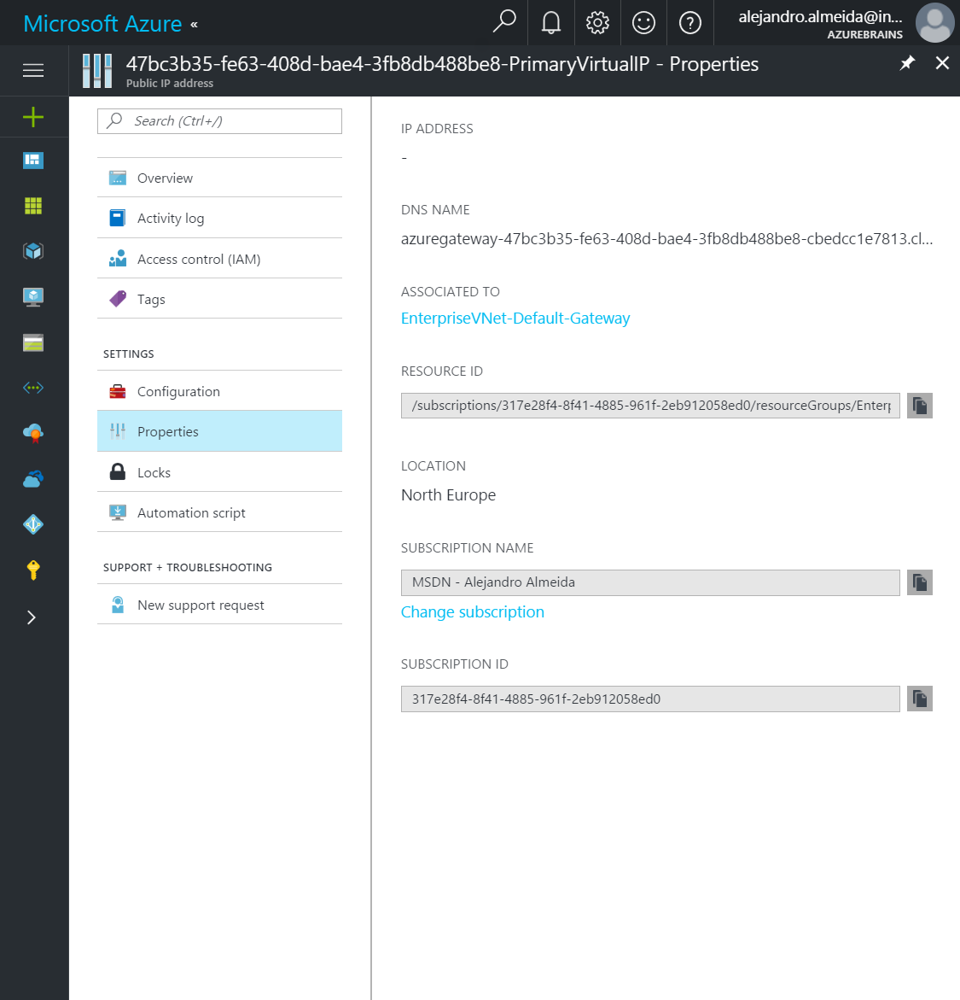 Microsoft Azure «
alejandro.almeida@in...
AZUREBRAINS
47bc3b35-fe63-408d-bae4-3fb8db488be8-PrimaryVirtualIP - Properties
Public IP address
Search (Ctrl+/)
Overview
Activity log
Access control (IAM)
Tags
SETTINGS
Configuration
Properties
Locks
Automation script
SUPPORT + TROUBLESHOOTING
New support request
IP ADDRESS
-
DNS NAME
azuregateway-47bc3b35-fe63-408d-bae4-3fb8db488be8-cbedcc1e7813.cl...
ASSOCIATED TO
EnterpriseVNet-Default-Gateway
RESOURCE ID
/subscriptions/317e28f4-8f41-4885-961f-2eb912058ed0/resourceGroups/Enterp
LOCATION
North Europe
SUBSCRIPTION NAME
MSDN - Alejandro Almeida
Change subscription
SUBSCRIPTION ID
317e28f4-8f41-4885-961f-2eb912058ed0